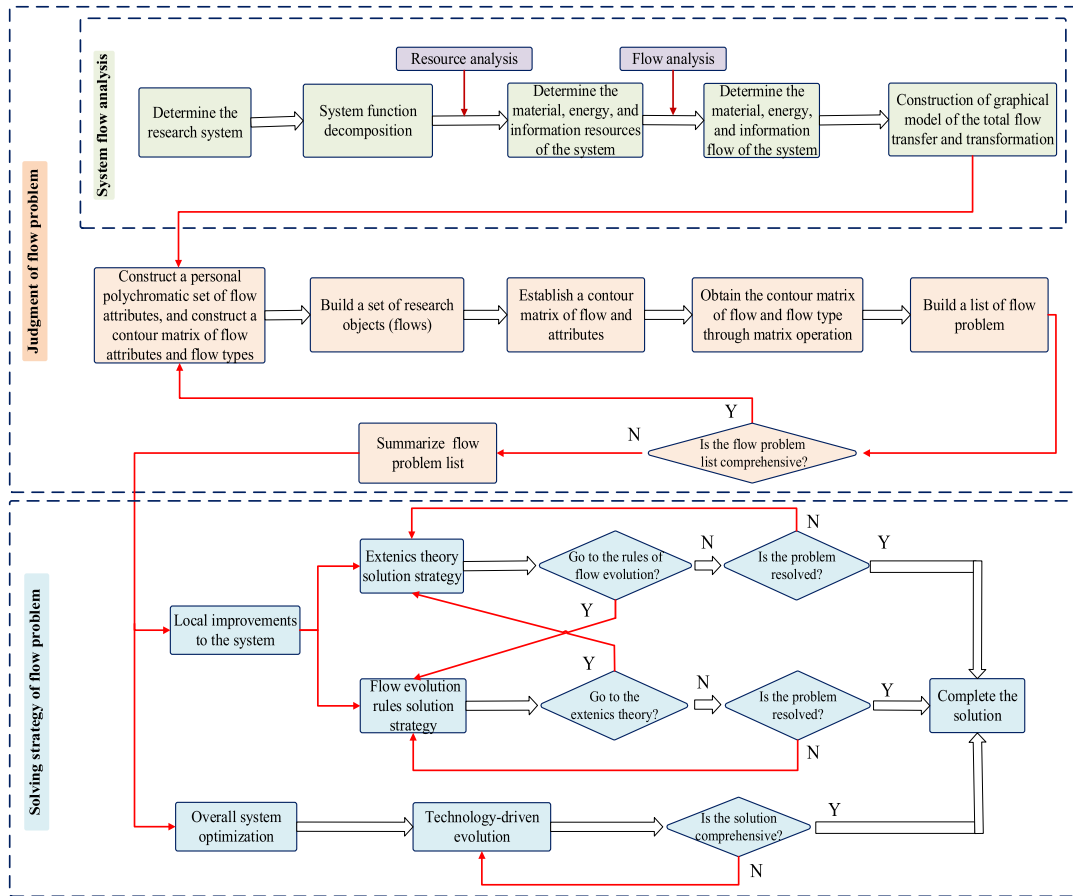 Resource analysis
Flow analysis
System flow analysis
Determine the
research system
System function
decomposition
Determine the
material, energy, and
information resources
of the system
Determine the
material, energy,
and information
flow of the system
Construction of graphical
model of the total flow
transfer and transformation
Judgment of flow problem
Construct a personal
polychromatic set of flow
attributes, and construct a
contour matrix of flow
attributes and flow types
Build a set of research
objects (flows)
Establish a contour
matrix of flow and
attributes
Obtain the contour matrix
of flow and flow type
through matrix operation
Build a list of flow
problem
Y
N
Summarize flow
problem list
Is the flow problem
list comprehensive?
Solving strategy of flow problem
N
Extenics theory
solution strategy
Go to the rules of
flow evolution?
N
Is the problem
resolved?
Y
Y
Local improvements
to the system
Y
Flow evolution
rules solution
strategy
Go to the
extenics theory?
N
Is the problem
resolved?
Y
Complete the
solution
N
Overall system
optimization
Technology-driven
evolution
Is the solution
comprehensive?
Y
N